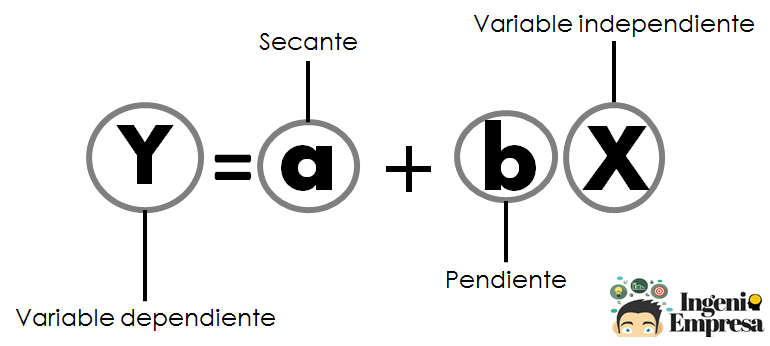 Variable independiente
Secante
Y = a + b X
Pendiente
Variable dependiente
Ingenio
Empresa